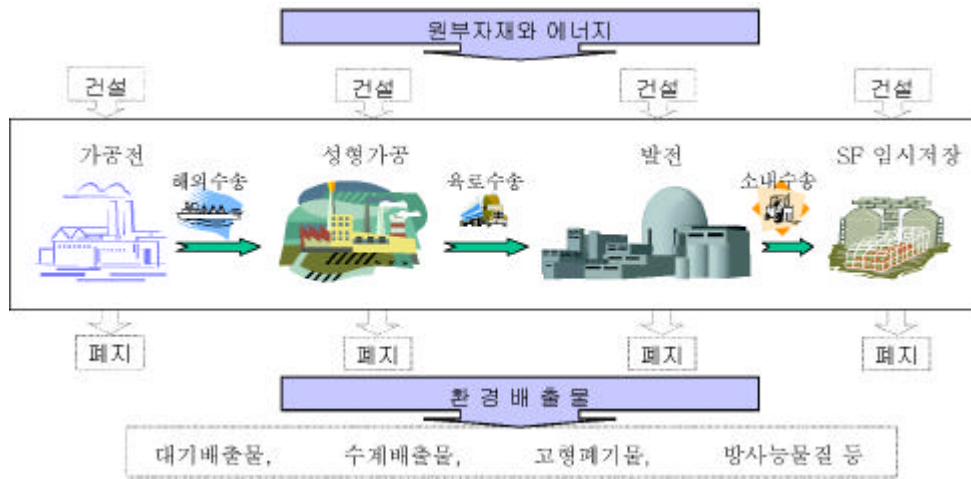 원부자재와 에너지
건설 건설 건설 건설
가공전 성형가공 발전 SF 임시저장
해외수송 육로수송 소내수송
폐지 폐지 폐지 폐지
환 경 배 출 물
대기배출물, 수계배출물, 고형폐기물, 방사능물질 등